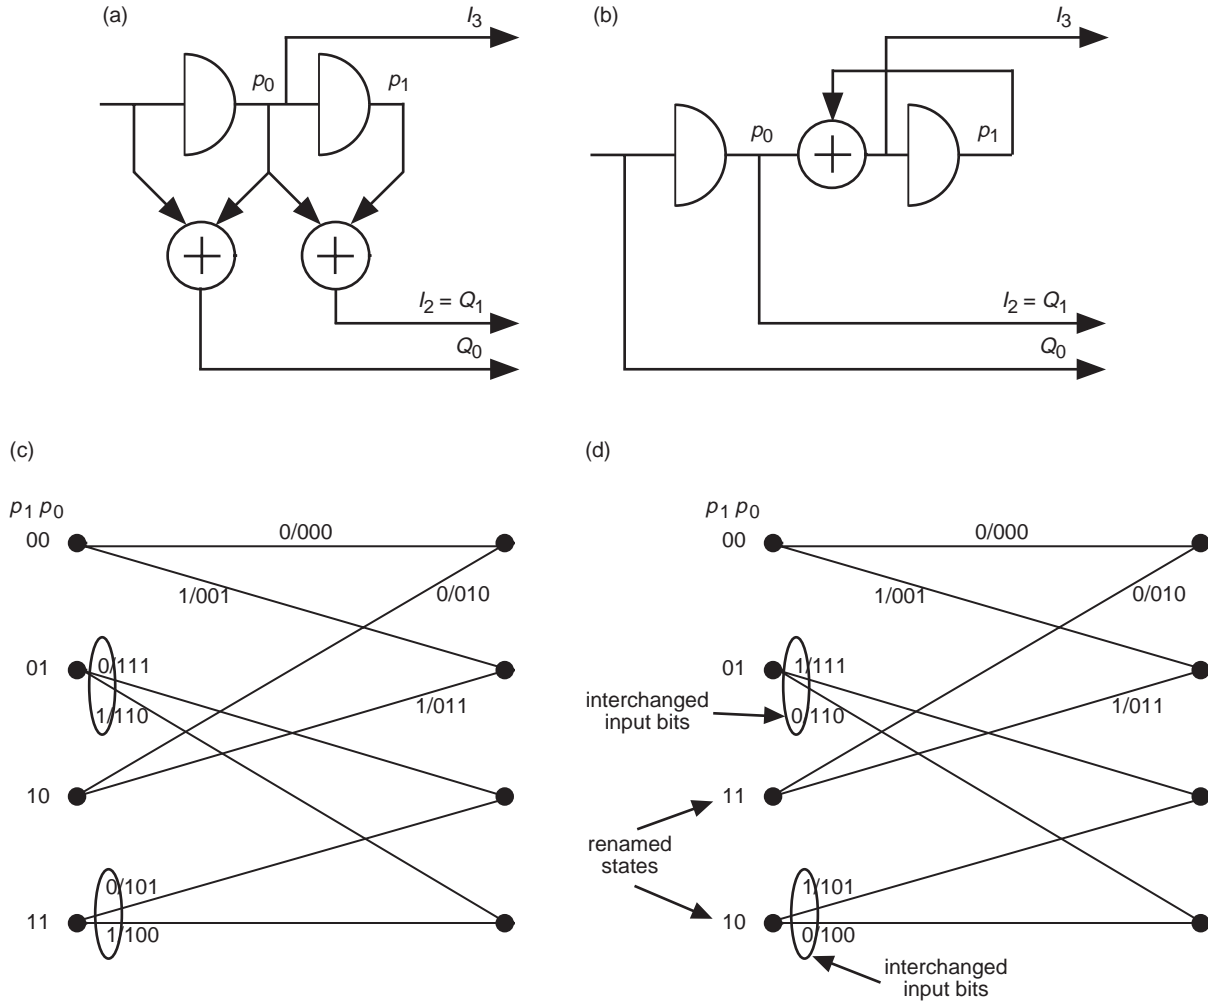 (a)
I3
p0
p1
I2 = Q1
Q0
(b)
I3
p0
p1
I2 = Q1
Q0
(c)
p1 p0
00
0/000
1/001
0/010
01
0/111
1/110
1/011
10
0/101
11
1/100
(d)
p1 p0
00
0/000
1/001
0/010
01
1/111
interchanged
input bits
0/110
1/011
11
renamed
states
1/101
10
0/100
interchanged
input bits